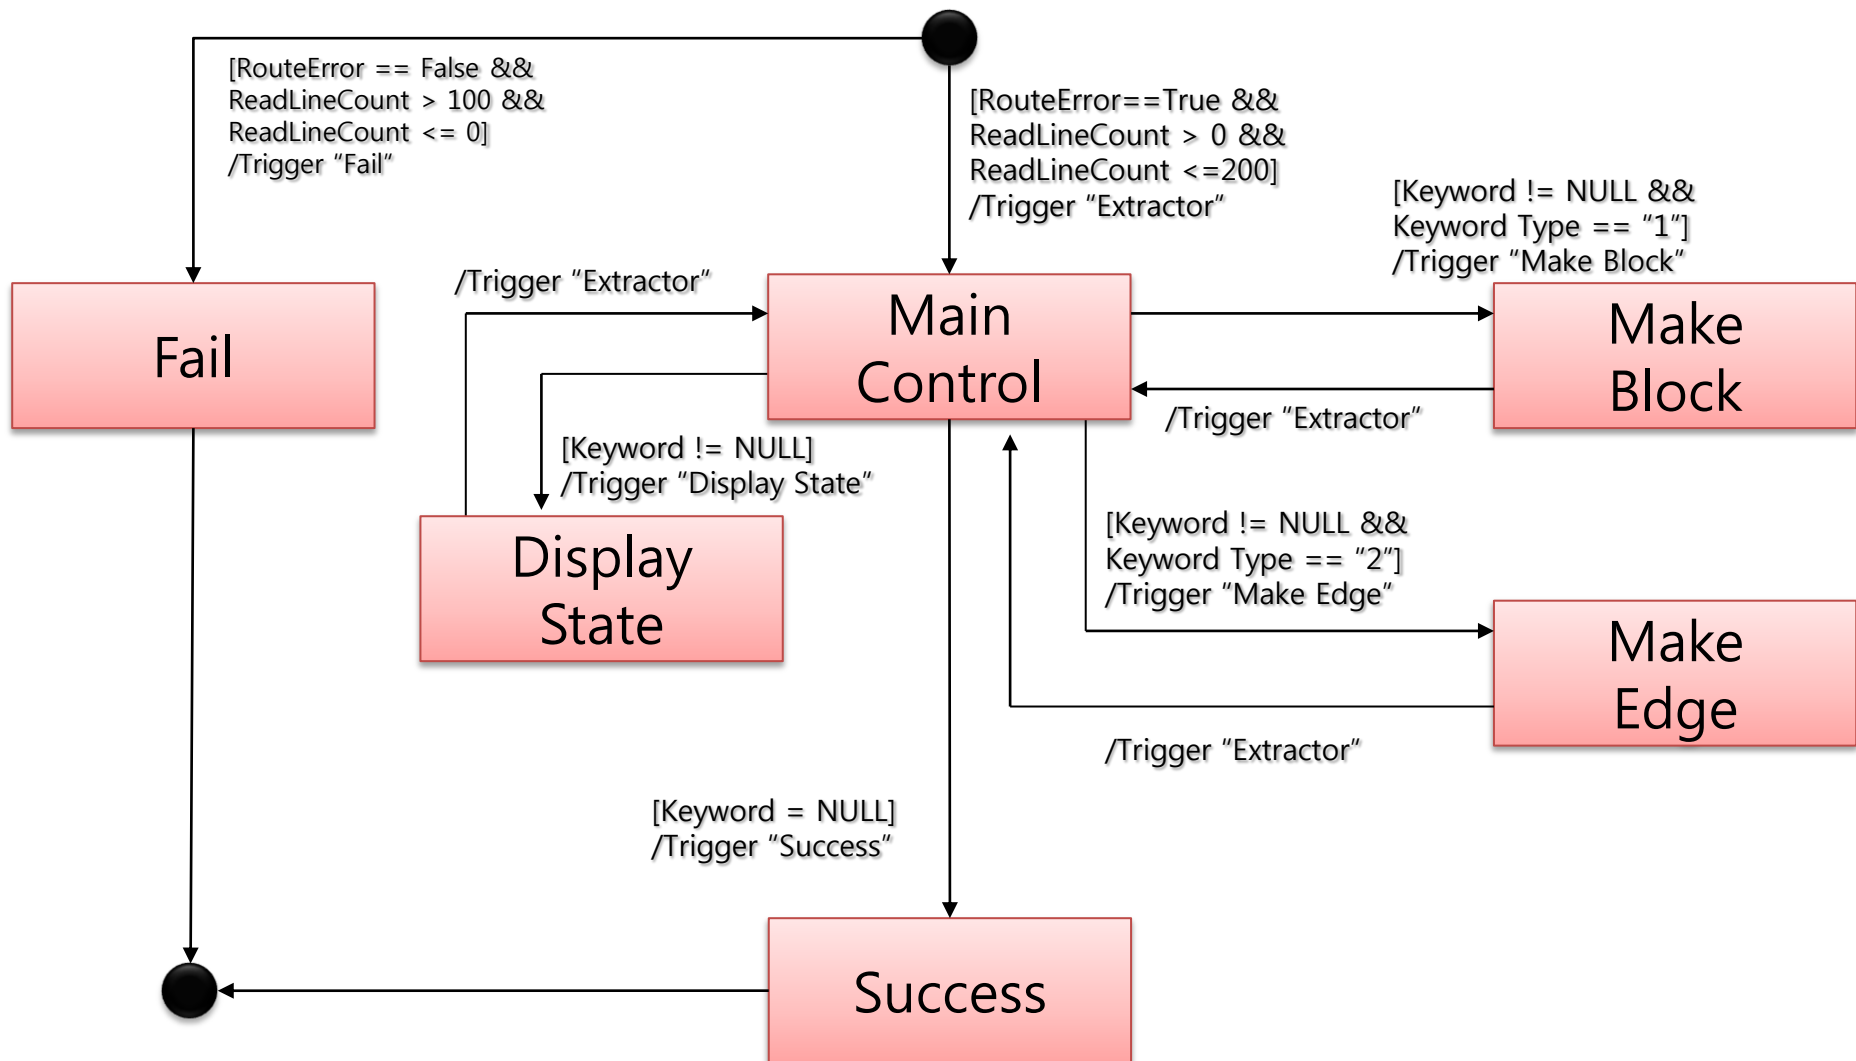 [RouteError == False &&
ReadLineCount > 100 &&
ReadLineCount <= 0]
/Trigger “Fail“
[RouteError==True &&
ReadLineCount > 0 &&
ReadLineCount <=200]
/Trigger “Extractor“
[Keyword != NULL &&
Keyword Type == “1“]
/Trigger “Make Block“
/Trigger “Extractor“
Fail
Main
Control
Make
Block
/Trigger “Extractor“
[Keyword != NULL]
/Trigger “Display State“
Display
State
[Keyword != NULL &&
Keyword Type == “2“]
/Trigger “Make Edge“
Make
Edge
/Trigger “Extractor“
[Keyword = NULL]
/Trigger “Success“
Success